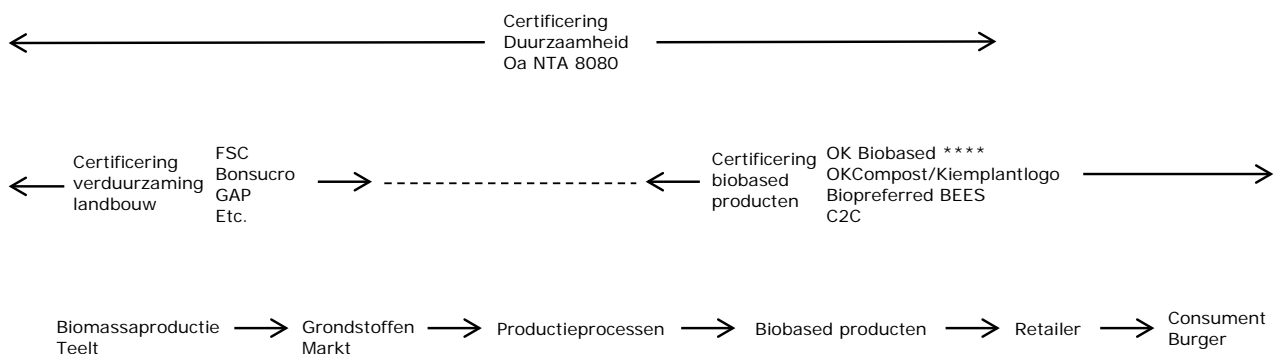 Certificering
Duurzaamheid
Oa NTA 8080
Certificering
verduurzaming
landbouw
FSC
Bonsucro
GAP
Etc.
Certificering
biobased
producten
OK Biobased ****
OKCompost/Kiemplantlogo
Biopreferred BEES
C2C
Biomassaproductie
Teelt
Grondstoffen
Markt
Productieprocessen
Biobased producten
Retailer
Consument
Burger